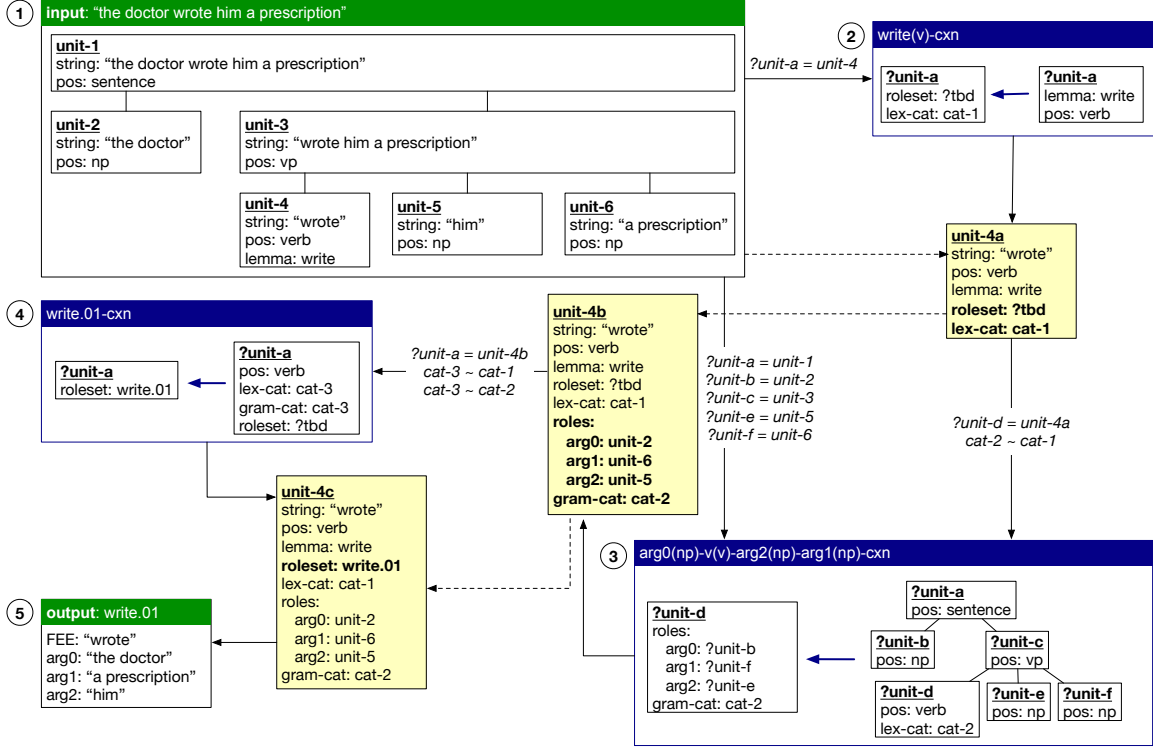 1
input: “the doctor wrote him a prescription”
unit-1
string: “the doctor wrote him a prescription”
pos: sentence
unit-2
string: “the doctor”
pos: np
unit-3
string: “wrote him a prescription”
pos: vp
unit-4
string: “wrote”
pos: verb
lemma: write
unit-5
string: “him”
pos: np
unit-6
string: “a prescription”
pos: np
?unit-a = unit-4
2
write(v)-cxn
?unit-a
roleset: ?tbd
lex-cat: cat-1
?unit-a
lemma: write
pos: verb
unit-4a
string: “wrote”
pos: verb
lemma: write
roleset: ?tbd
lex-cat: cat-1
?unit-d = unit-4a
cat-2 ~ cat-1
?unit-a = unit-1
?unit-b = unit-2
?unit-c = unit-3
?unit-e = unit-5
?unit-f = unit-6
3
arg0(np)-v(v)-arg2(np)-arg1(np)-cxn
?unit-d
roles:
arg0: ?unit-b
arg1: ?unit-f
arg2: ?unit-e
gram-cat: cat-2
?unit-a
pos: sentence
?unit-b
pos: np
?unit-c
pos: vp
?unit-d
pos: verb
lex-cat: cat-2
?unit-e
pos: np
?unit-f
pos: np
unit-4b
string: “wrote”
pos: verb
lemma: write
roleset: ?tbd
lex-cat: cat-1
roles:
arg0: unit-2
arg1: unit-6
arg2: unit-5
gram-cat: cat-2
?unit-a = unit-4b
cat-3 ~ cat-1
cat-3 ~ cat-2
4
write.01-cxn
?unit-a
roleset: write.01
?unit-a
pos: verb
lex-cat: cat-3
gram-cat: cat-3
roleset: ?tbd
unit-4c
string: “wrote”
pos: verb
lemma: write
roleset: write.01
lex-cat: cat-1
roles:
arg0: unit-2
arg1: unit-6
arg2: unit-5
gram-cat: cat-2
5
output: write.01
FEE: “wrote”
arg0: “the doctor”
arg1: “a prescription”
arg2: “him”